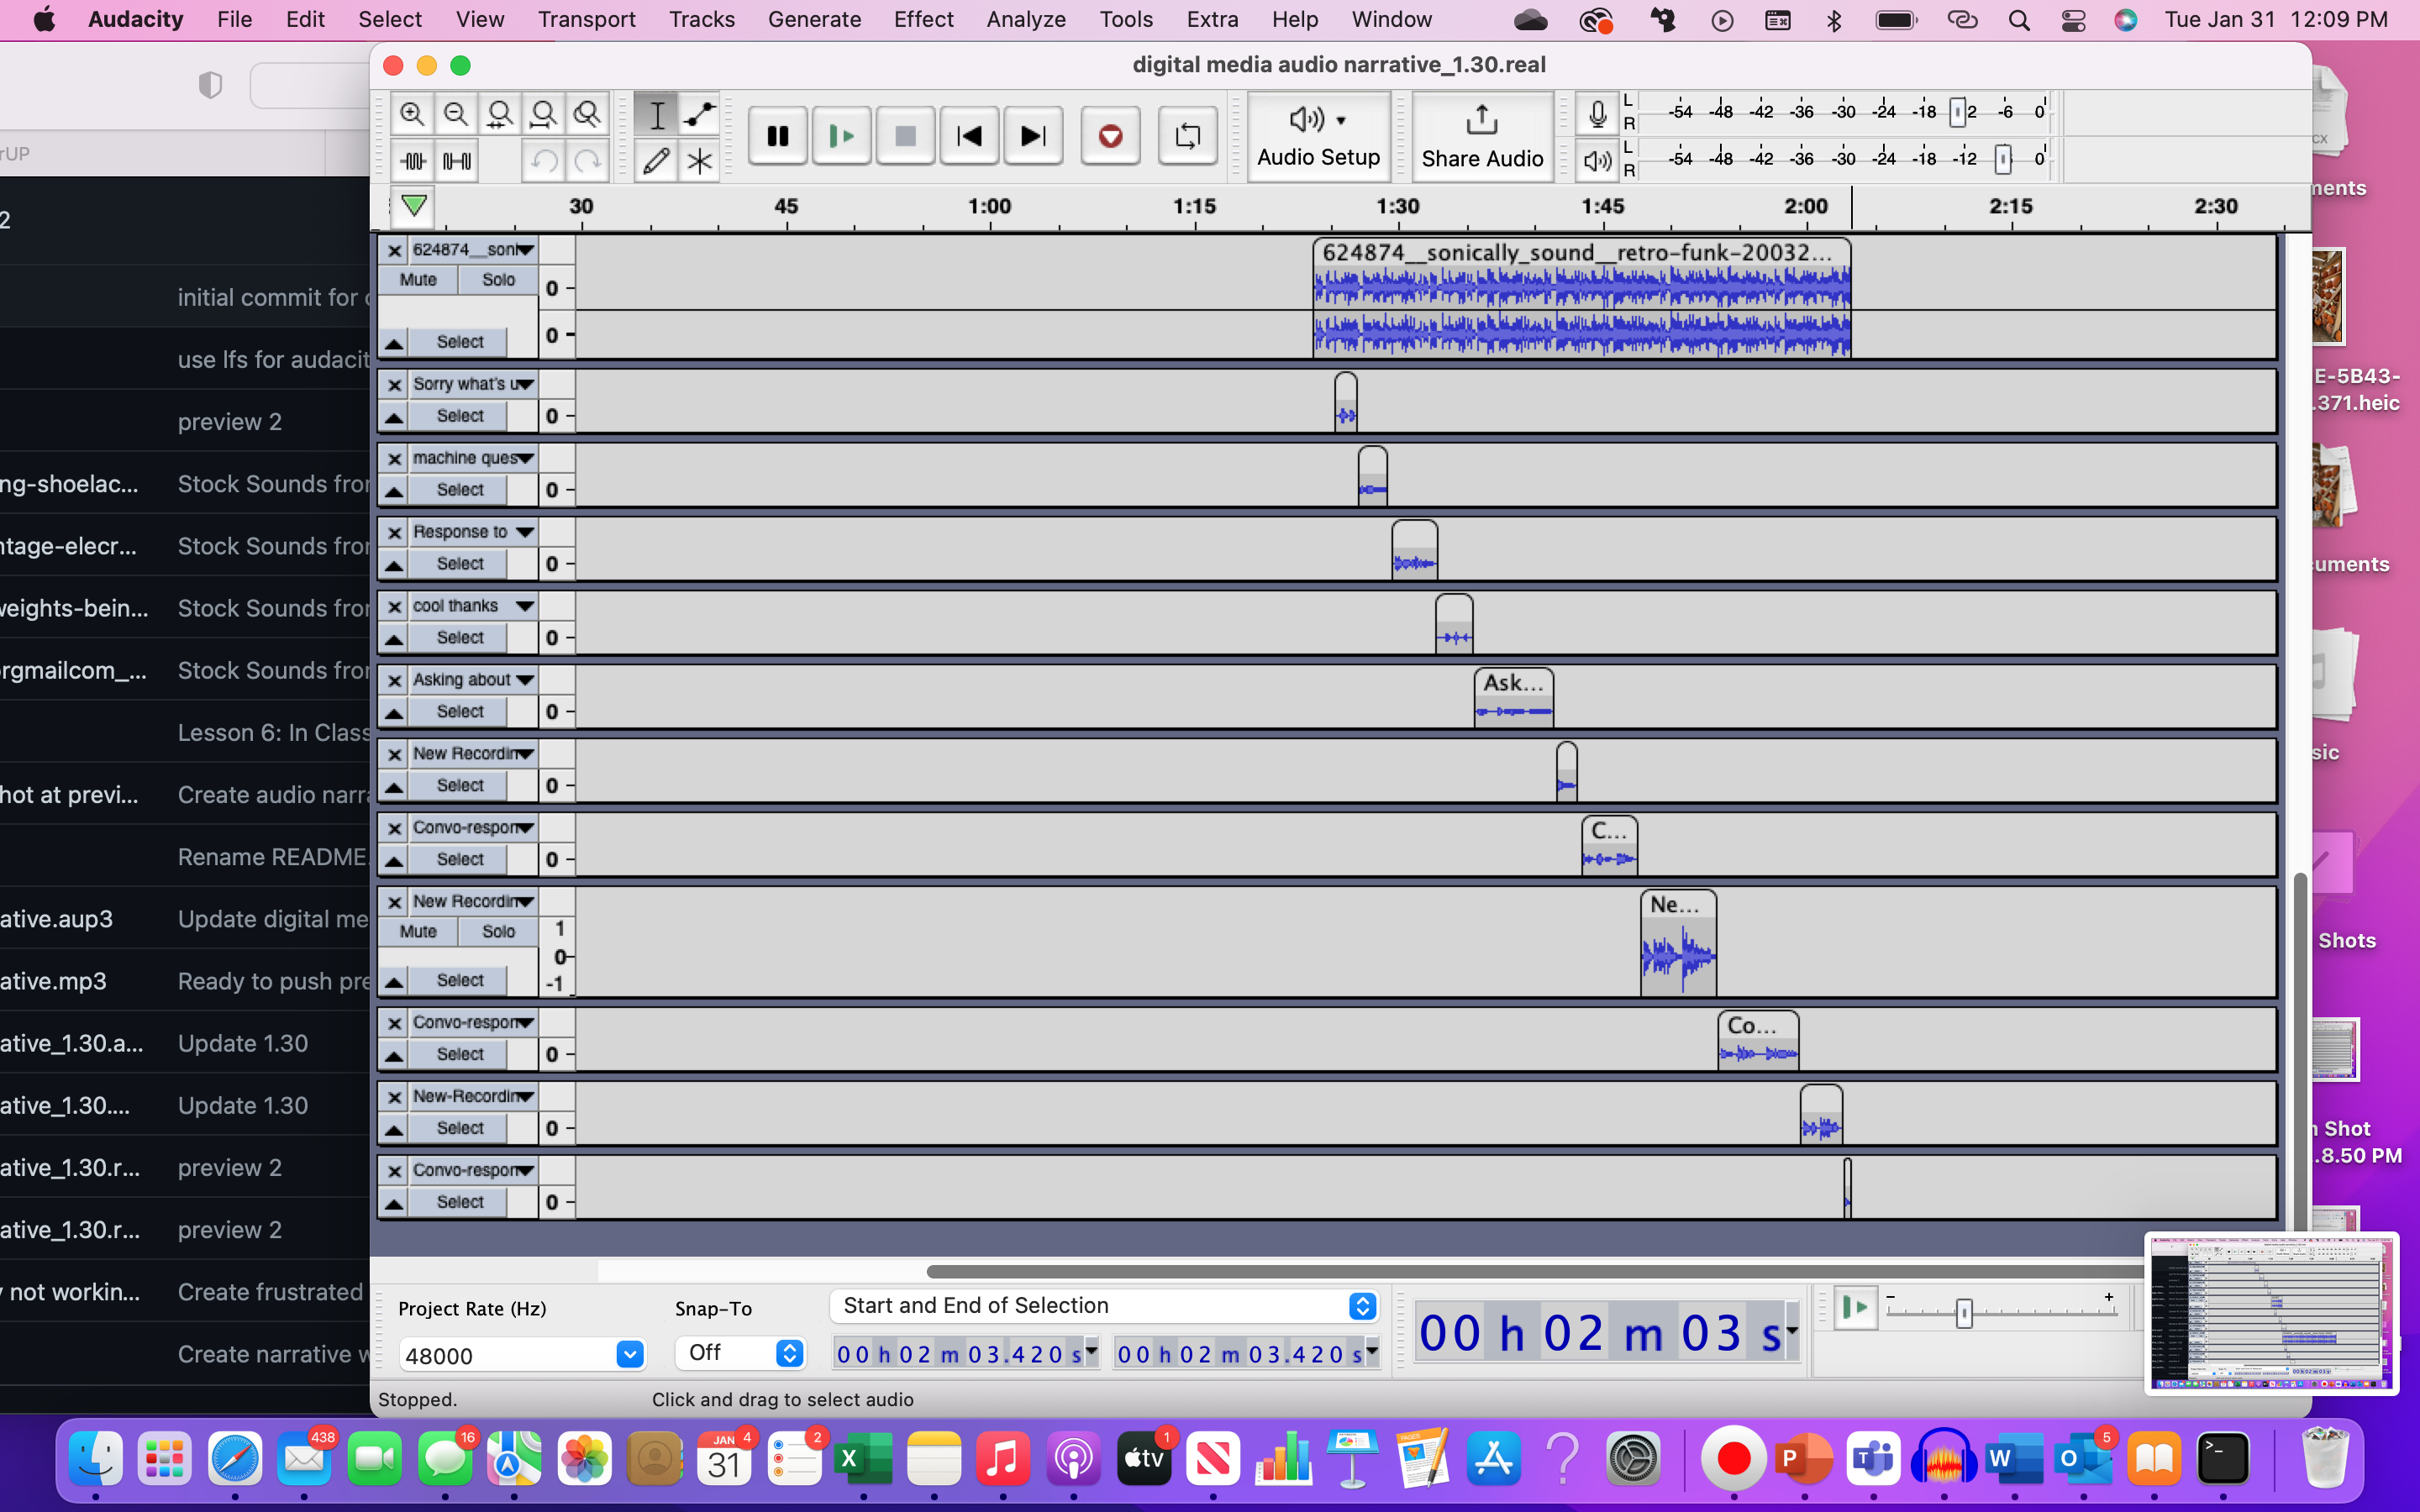 Audacity File Edit Select View Transport Tracks Generate Effect Analyze Tools Extra Help Window Tue Jan 31 12:09 PM
digital media audio narrative_1.30.real
Audio Setup
Share Audio
L
R
-54 -48 -42 -36 -30 -24 -18 2 -6 0
L
R
-54 -48 -42 -36 -30 -24 -18 -12 0
30 45 1:00 1:15 1:30 1:45 2:00 2:15 2:30
624874__soni
Mute Solo
0
0
Select
624874__sonically_sound__retro-funk-20032...
Sorry what's u
Select 0
machine ques
Select 0
Response to
Select 0
cool thanks
Select 0
Asking about
Select 0
Ask...
New Recordin
Select 0
Convo-respon
Select 0
C...
New Recordin
Mute Solo
1
0
-1
Select
Ne...
Convo-respon
Select 0
Co...
New-Recordin
Select 0
Convo-respon
Select 0
Project Rate (Hz)
48000
Snap-To
Off
Start and End of Selection
00 h 02 m 03.420 s
00 h 02 m 03.420 s
00 h 02 m 03 s
- +
Stopped.
Click and drag to select audio
rUP
2
initial commit for
use lfs for audacit
preview 2
ng-shoelac... Stock Sounds fror
ntage-elecr... Stock Sounds fror
weights-bein... Stock Sounds fror
orgmailcom_... Stock Sounds fror
Lesson 6: In Class
hot at previ... Create audio narra
Rename README.
ative.aup3 Update digital me
ative.mp3 Ready to push pre
ative_1.30.a... Update 1.30
ative_1.30.... Update 1.30
ative_1.30.r... preview 2
ative_1.30.r... preview 2
y not workin... Create frustrated
Create narrative w
cx
ments
E-5B43-
.371.heic
cuments
sic
Shots
n Shot
.8.50 PM
438
16
JAN
31
4
2
X
tv
1
PAGES
P
T
W
O
5
>_